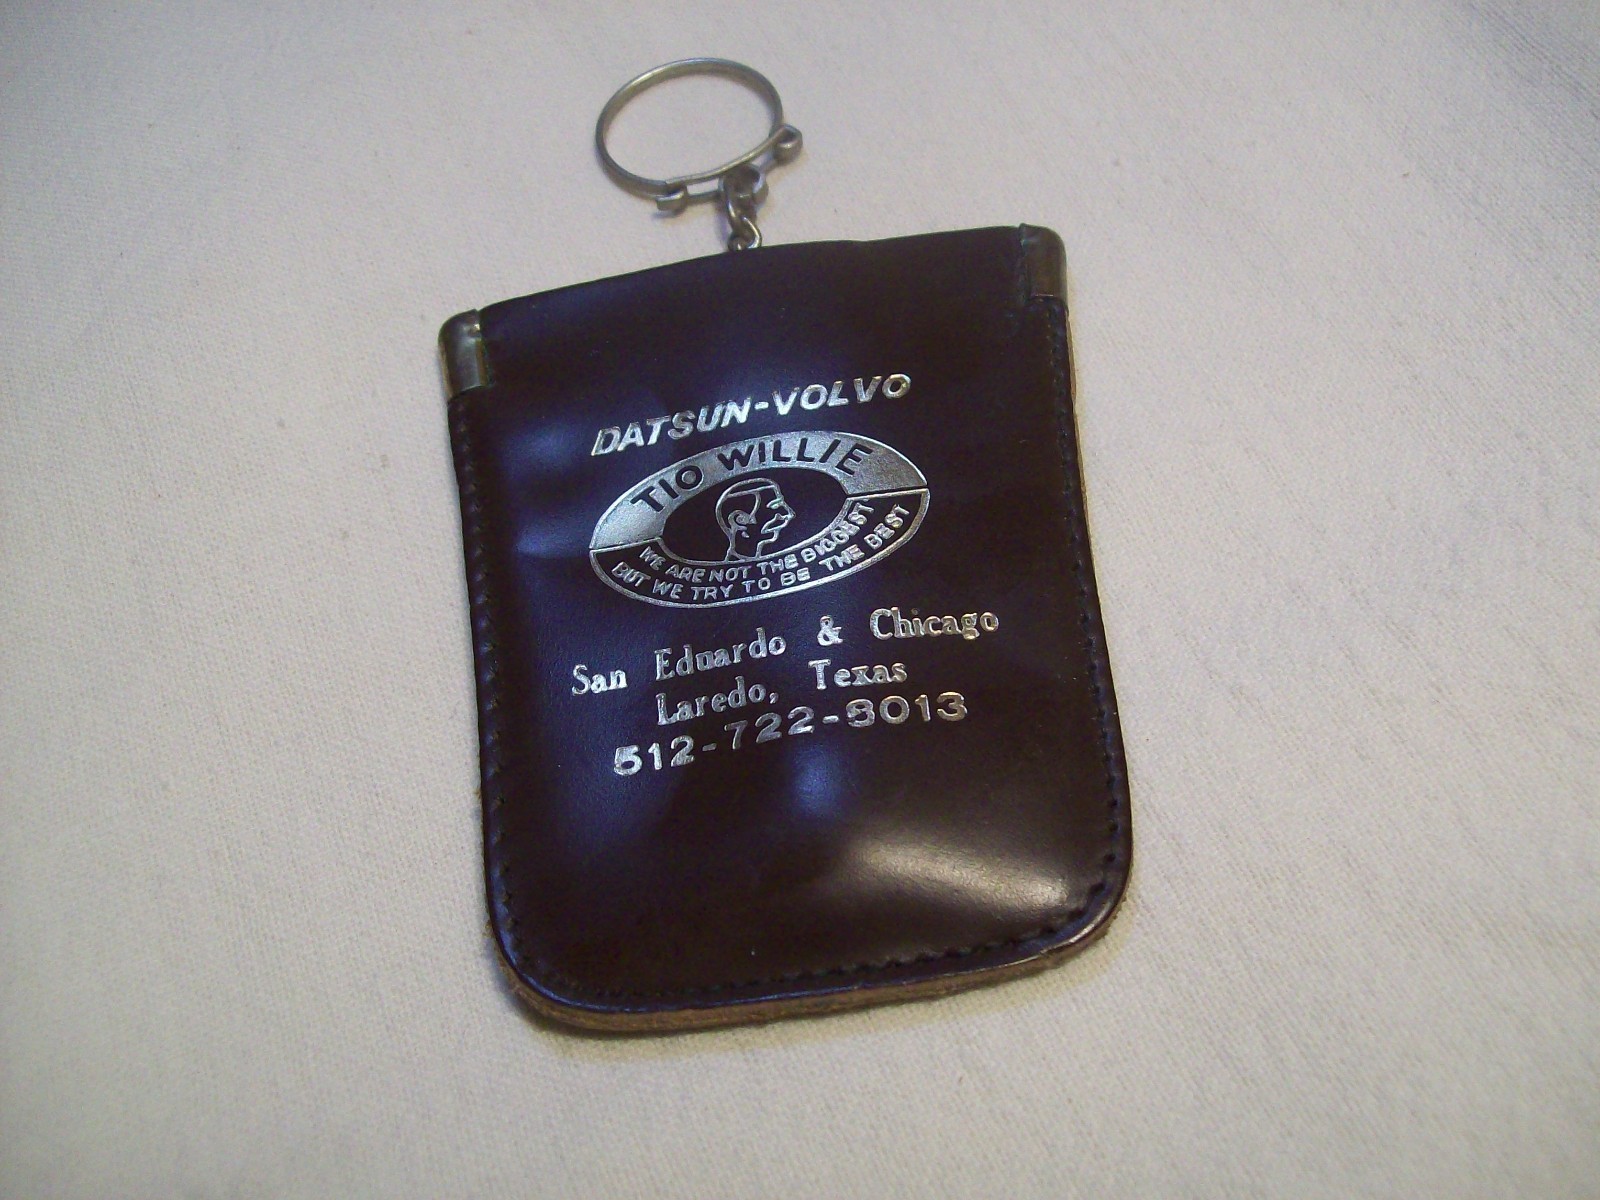 DATSUN-VOLVO
TIO WILLIE
WE ARE NOT THE BIGGEST
BUT WE TRY TO BE THE BEST
San Eduardo & Chicago
Laredo, Texas
512-722-8013